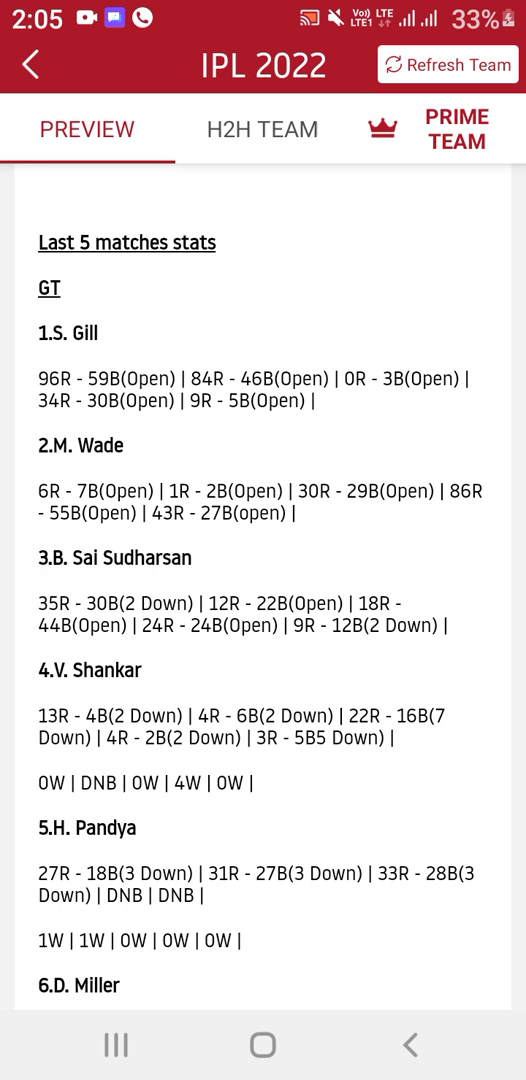 2:05
Vo)) LTE
LTE1
33%
IPL 2022
Refresh Team
PREVIEW
H2H TEAM
PRIME
TEAM
Last 5 matches stats
GT
1.S. Gill
96R - 59B(Open) | 84R - 46B(Open) | 0R - 3B(Open) |
34R - 30B(Open) | 9R - 5B(Open) |
2.M. Wade
6R - 7B(Open) | 1R - 2B(Open) | 30R - 29B(Open) | 86R
- 55B(Open) | 43R - 27B(open) |
3.B. Sai Sudharsan
35R - 30B(2 Down) | 12R - 22B(Open) | 18R -
44B(Open) | 24R - 24B(Open) | 9R - 12B(2 Down) |
4.V. Shankar
13R - 4B(2 Down) | 4R - 6B(2 Down) | 22R - 16B(7
Down) | 4R - 2B(2 Down) | 3R - 5B5 Down) |
0W | DNB | 0W | 4W | 0W |
5.H. Pandya
27R - 18B(3 Down) | 31R - 27B(3 Down) | 33R - 28B(3
Down) | DNB | DNB |
1W | 1W | 0W | 0W | 0W |
6.D. Miller